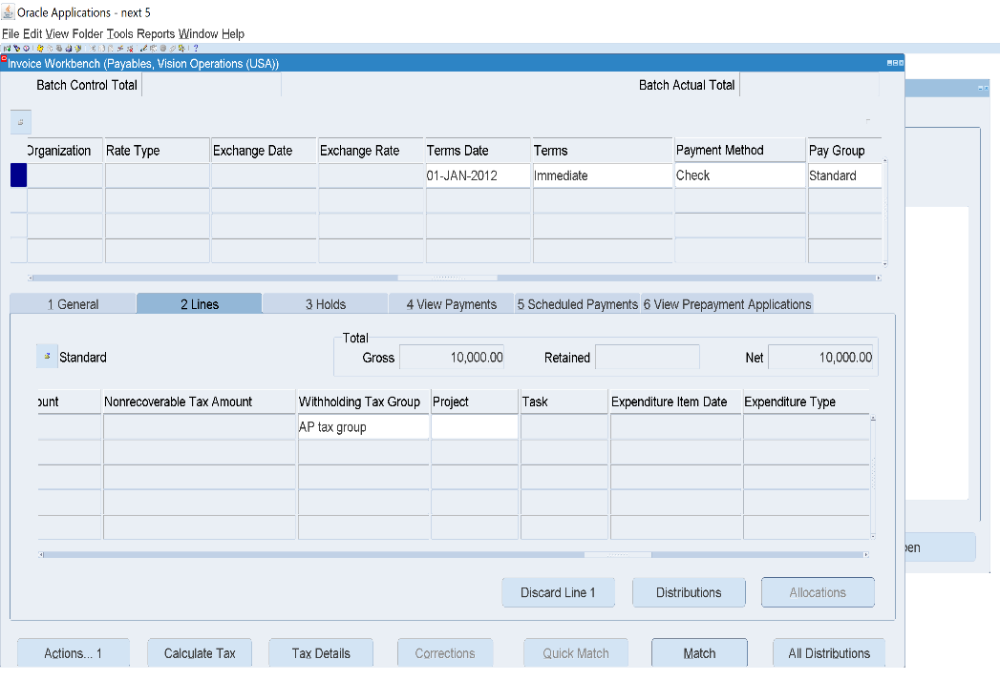 Oracle Applications - next 5
File Edit View Folder Tools Reports Window Help
Invoice Workbench (Payables, Vision Operations (USA))
Batch Control Total Batch Actual Total
Organization Rate Type Exchange Date Exchange Rate Terms Date Terms Payment Method Pay Group
01-JAN-2012 Immediate Check Standard
1 General 2 Lines 3 Holds 4 View Payments 5 Scheduled Payments 6 View Prepayment Applications
Total
Standard Gross 10,000.00 Retained Net 10,000.00
ount Nonrecoverable Tax Amount Withholding Tax Group Project Task Expenditure Item Date Expenditure Type
AP tax group
pen
Discard Line 1 Distributions Allocations
Actions... 1 Calculate Tax Tax Details Corrections Quick Match Match All Distributions